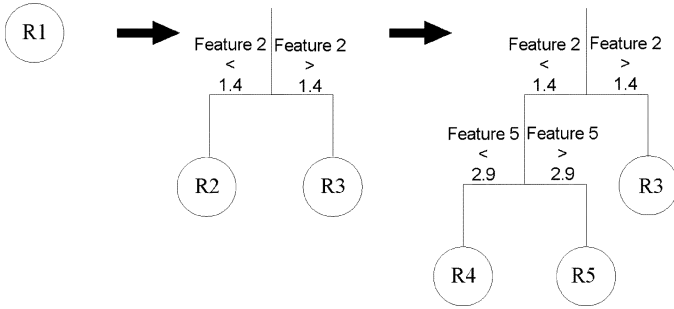 R1
Feature 2 Feature 2
< >
1.4 1.4
R2 R3
Feature 2 Feature 2
< >
1.4 1.4
Feature 5 Feature 5
< >
2.9 2.9
R3
R4 R5